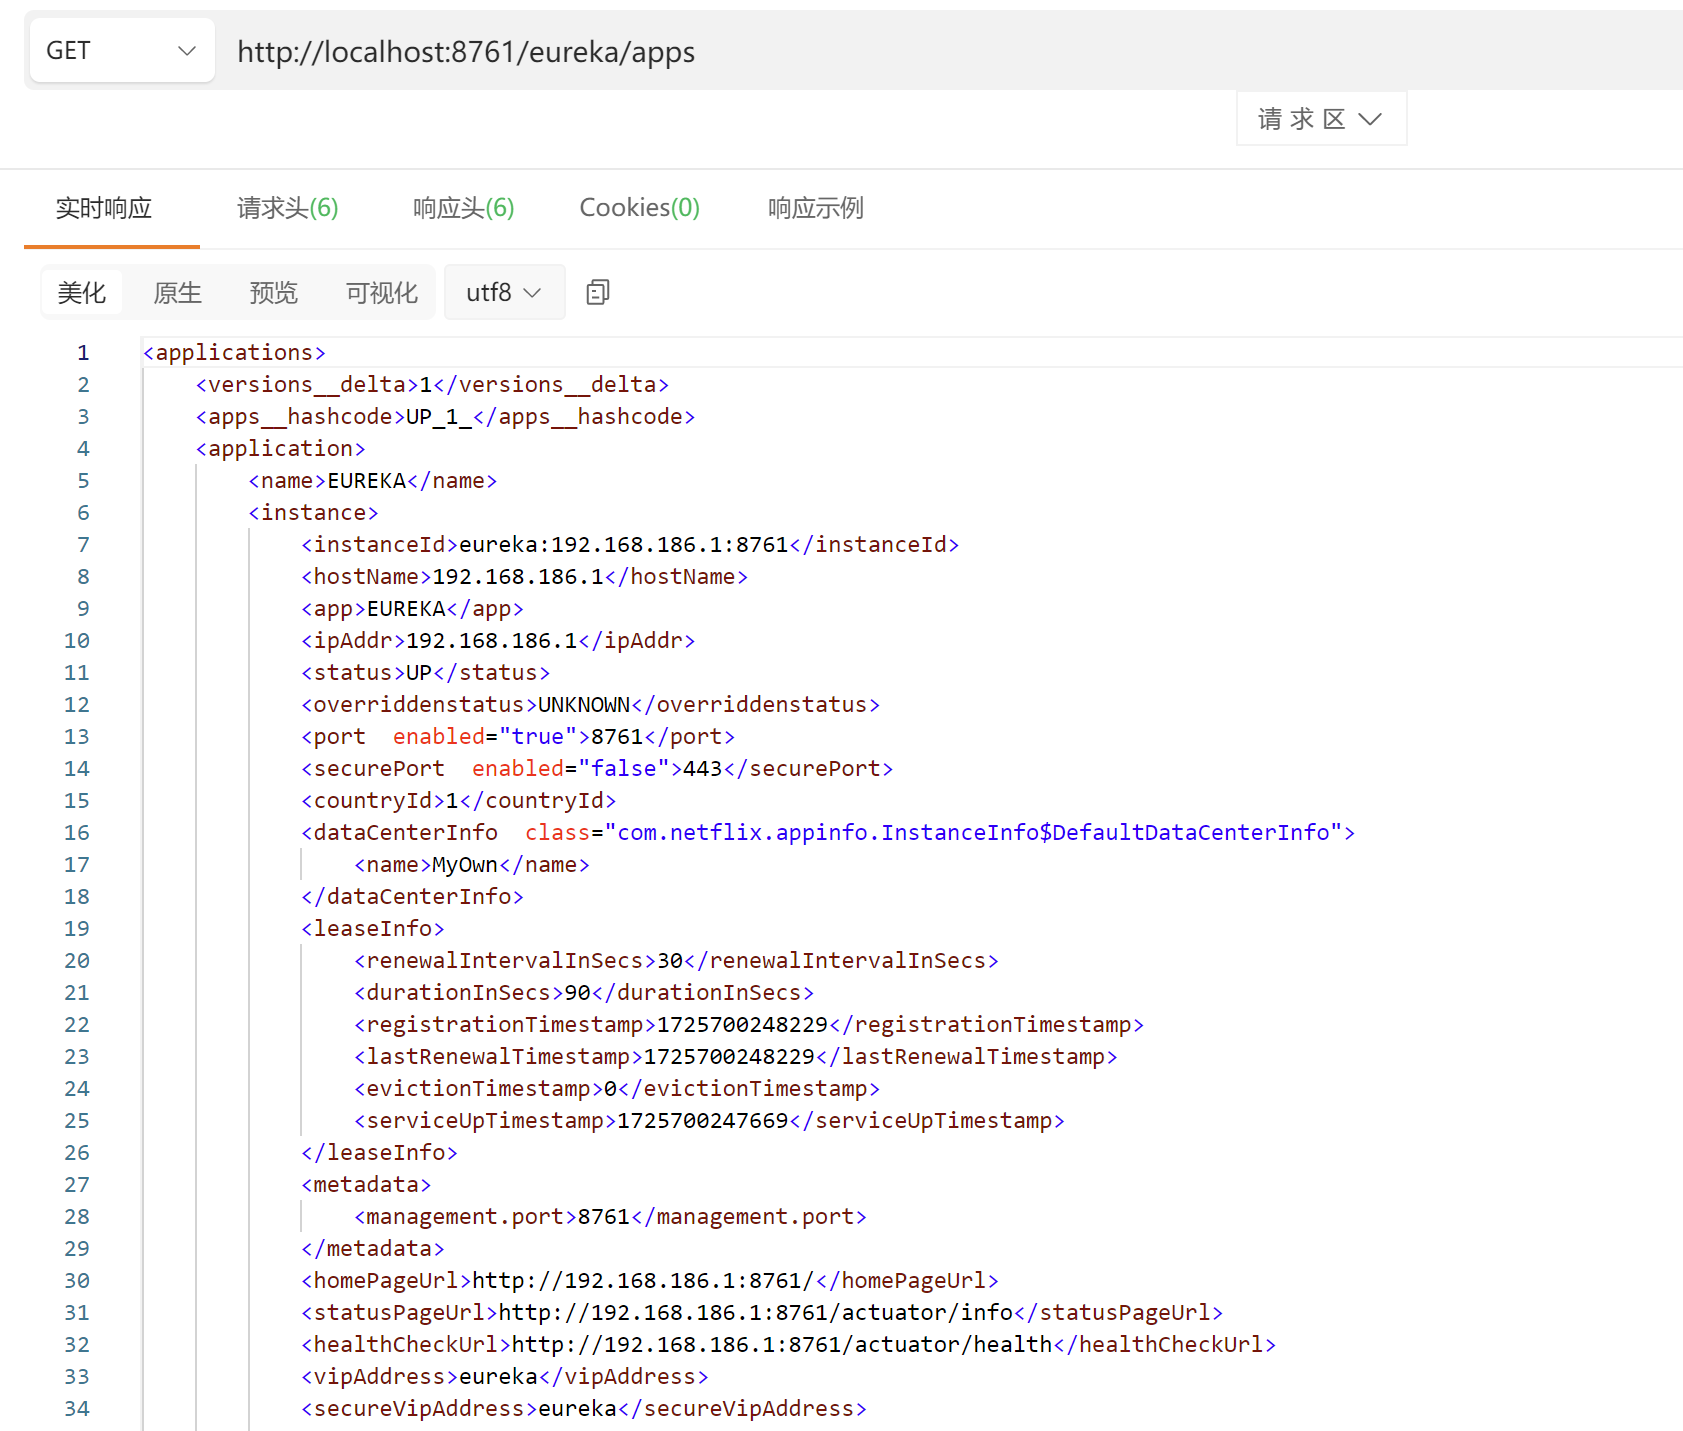 GET http://localhost:8761/eureka/apps
请求区
实时响应 请求头(6) 响应头(6) Cookies(0) 响应示例
美化 原生 预览 可视化 utf8
1 <applications>
2 <versions__delta>1</versions__delta>
3 <apps__hashcode>UP_1_</apps__hashcode>
4 <application>
5 <name>EUREKA</name>
6 <instance>
7 <instanceId>eureka:192.168.186.1:8761</instanceId>
8 <hostName>192.168.186.1</hostName>
9 <app>EUREKA</app>
10 <ipAddr>192.168.186.1</ipAddr>
11 <status>UP</status>
12 <overriddenstatus>UNKNOWN</overriddenstatus>
13 <port  enabled="true">8761</port>
14 <securePort  enabled="false">443</securePort>
15 <countryId>1</countryId>
16 <dataCenterInfo  class="com.netflix.appinfo.InstanceInfo$DefaultDataCenterInfo">
17 <name>MyOwn</name>
18 </dataCenterInfo>
19 <leaseInfo>
20 <renewalIntervalInSecs>30</renewalIntervalInSecs>
21 <durationInSecs>90</durationInSecs>
22 <registrationTimestamp>1725700248229</registrationTimestamp>
23 <lastRenewalTimestamp>1725700248229</lastRenewalTimestamp>
24 <evictionTimestamp>0</evictionTimestamp>
25 <serviceUpTimestamp>1725700247669</serviceUpTimestamp>
26 </leaseInfo>
27 <metadata>
28 <management.port>8761</management.port>
29 </metadata>
30 <homePageUrl>http://192.168.186.1:8761/</homePageUrl>
31 <statusPageUrl>http://192.168.186.1:8761/actuator/info</statusPageUrl>
32 <healthCheckUrl>http://192.168.186.1:8761/actuator/health</healthCheckUrl>
33 <vipAddress>eureka</vipAddress>
34 <secureVipAddress>eureka</secureVipAddress>